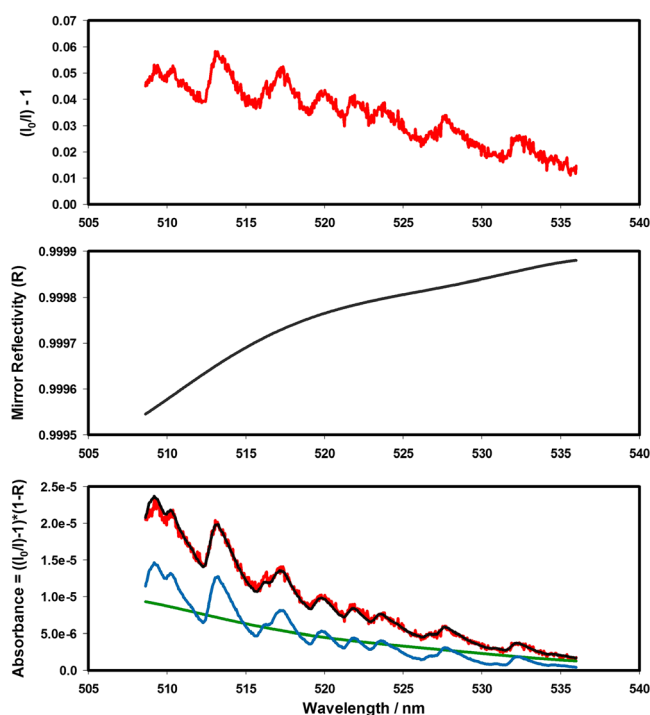 0.07
0.06
0.05
0.04
0.03
0.02
0.01
0.00
(I₀/I) - 1
505 510 515 520 525 530 535 540
0.9999
0.9998
0.9997
0.9996
0.9995
Mirror Reflectivity (R)
505 510 515 520 525 530 535 540
2.5e-5
2.0e-5
1.5e-5
1.0e-5
5.0e-6
0.0
Absorbance = ((I₀/I)-1)*(1-R)
505 510 515 520 525 530 535 540
Wavelength / nm